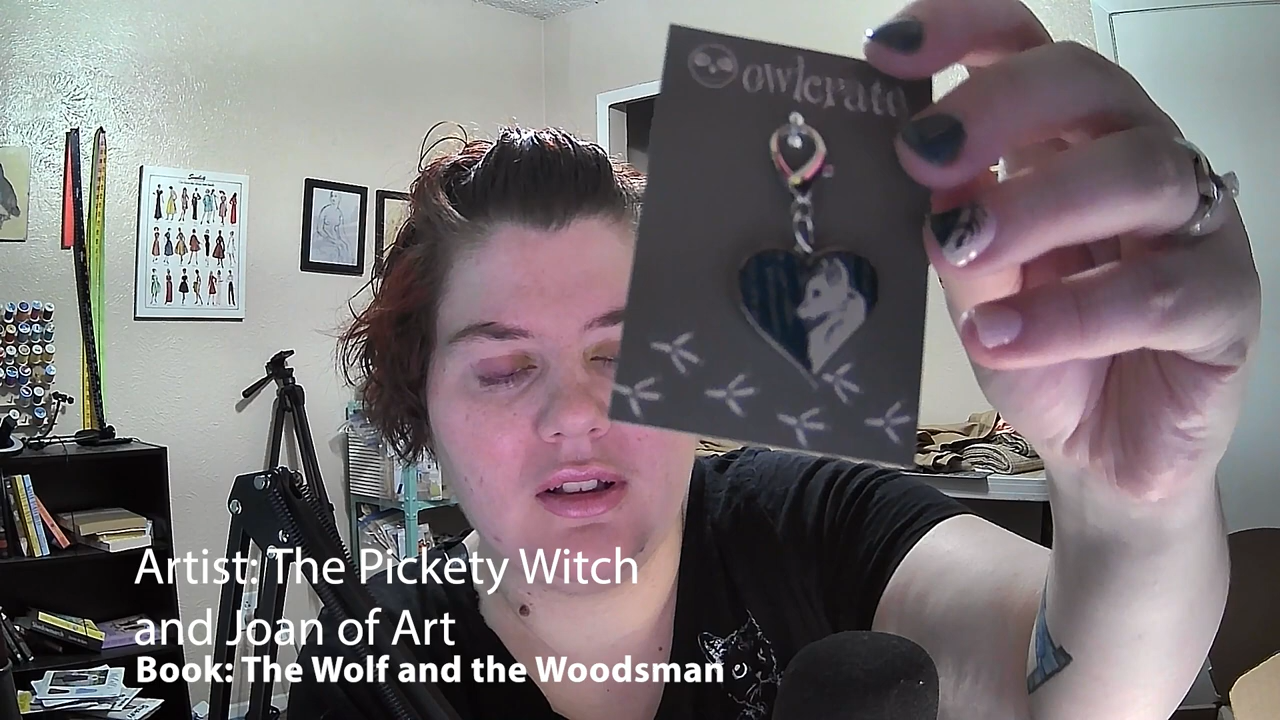 owlcrate
Artist: The Pickety Witch
and Joan of Art
Book: The Wolf and the Woodsman